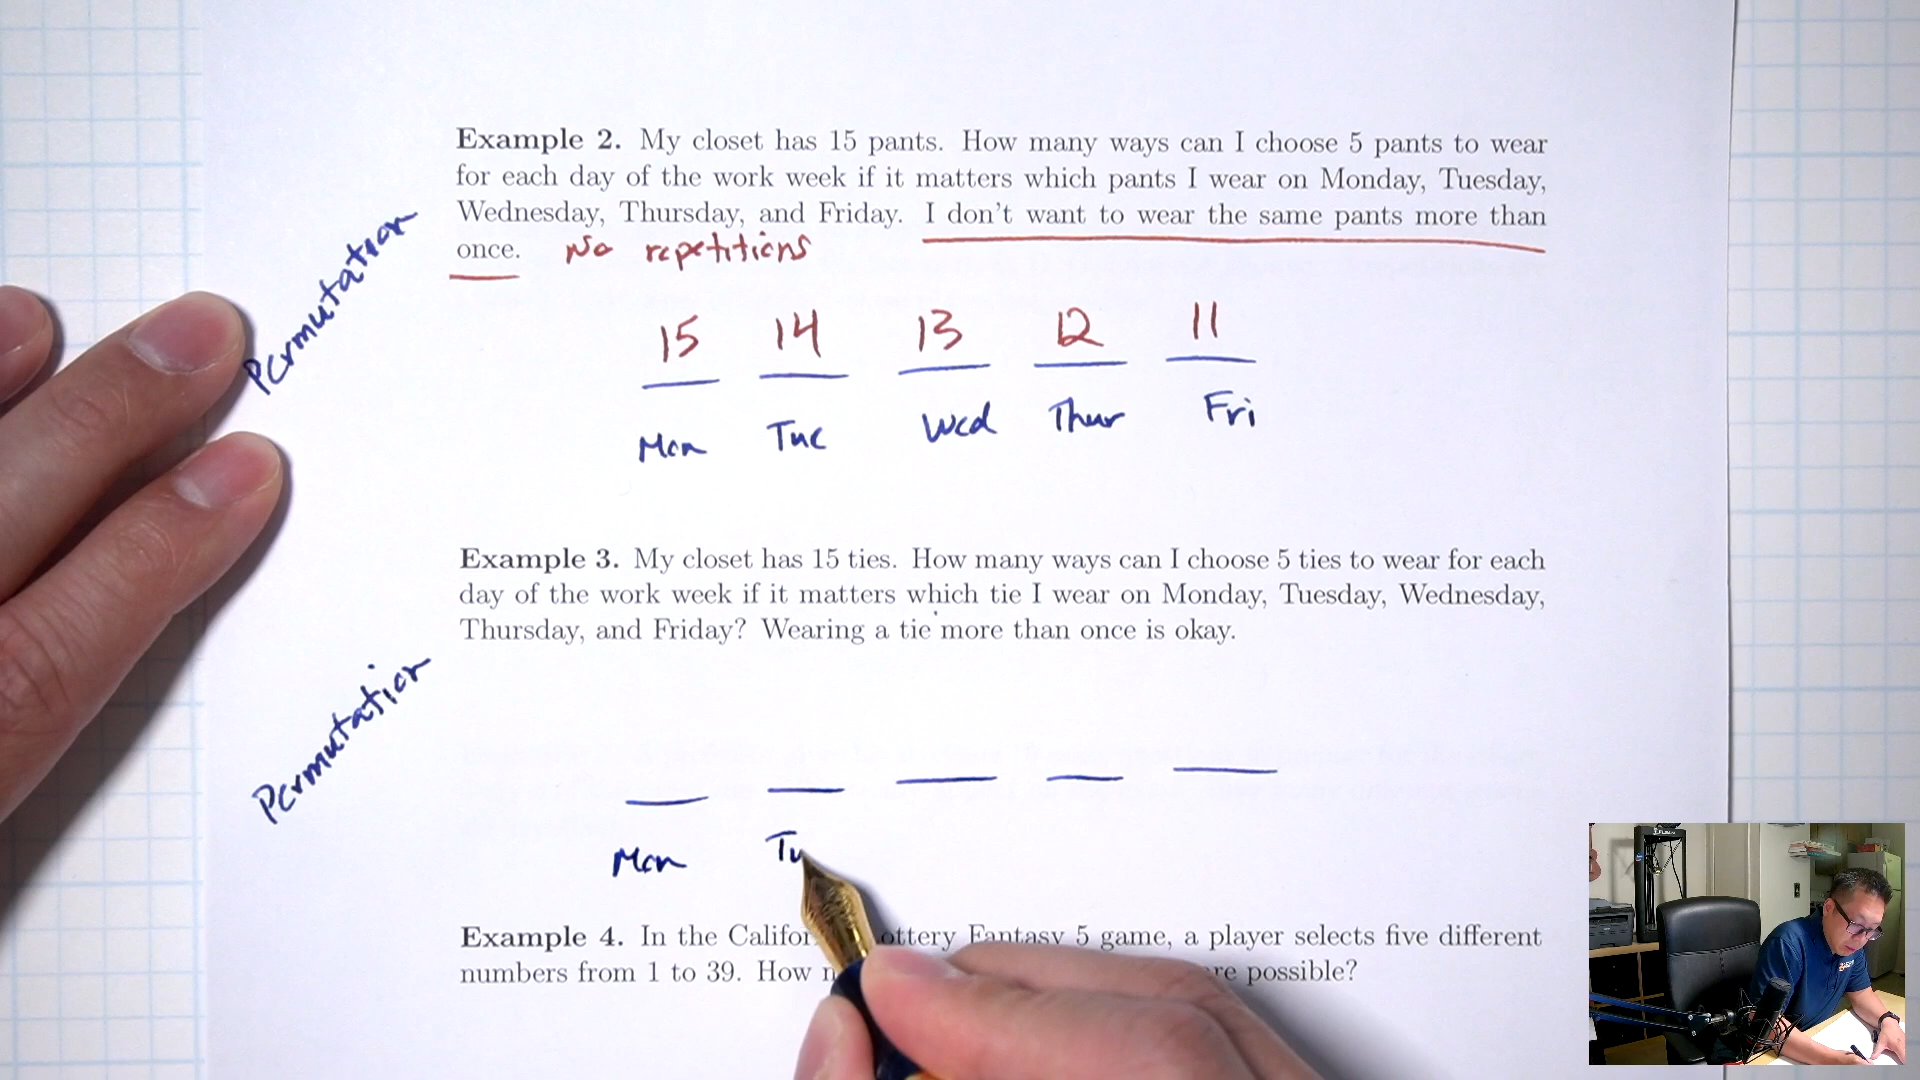 Example 2. My closet has 15 pants. How many ways can I choose 5 pants to wear
for each day of the work week if it matters which pants I wear on Monday, Tuesday,
Wednesday, Thursday, and Friday. I don't want to wear the same pants more than
once. No repetitions
Permutation
15 14 13 12 11
Mon Tue Wed Thur Fri
Example 3. My closet has 15 ties. How many ways can I choose 5 ties to wear for each
day of the work week if it matters which tie I wear on Monday, Tuesday, Wednesday,
Thursday, and Friday? Wearing a tie more than once is okay.
Permutation
Mon Tu
Example 4. In the Califor ottery Fantasy 5 game, a player selects five different
numbers from 1 to 39. How possible?